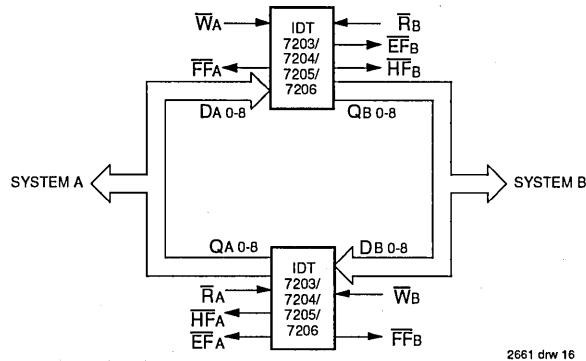 W̅A IDT R̅B
7203/
7204/ E̅F̅B
F̅F̅A 7205/ H̅F̅B
7206
DA 0-8 QB 0-8
SYSTEM A SYSTEM B
QA 0-8 DB 0-8
IDT
R̅A 7203/ W̅B
7204/
H̅F̅A 7205/
E̅F̅A 7206 F̅F̅B
2661 drw 16